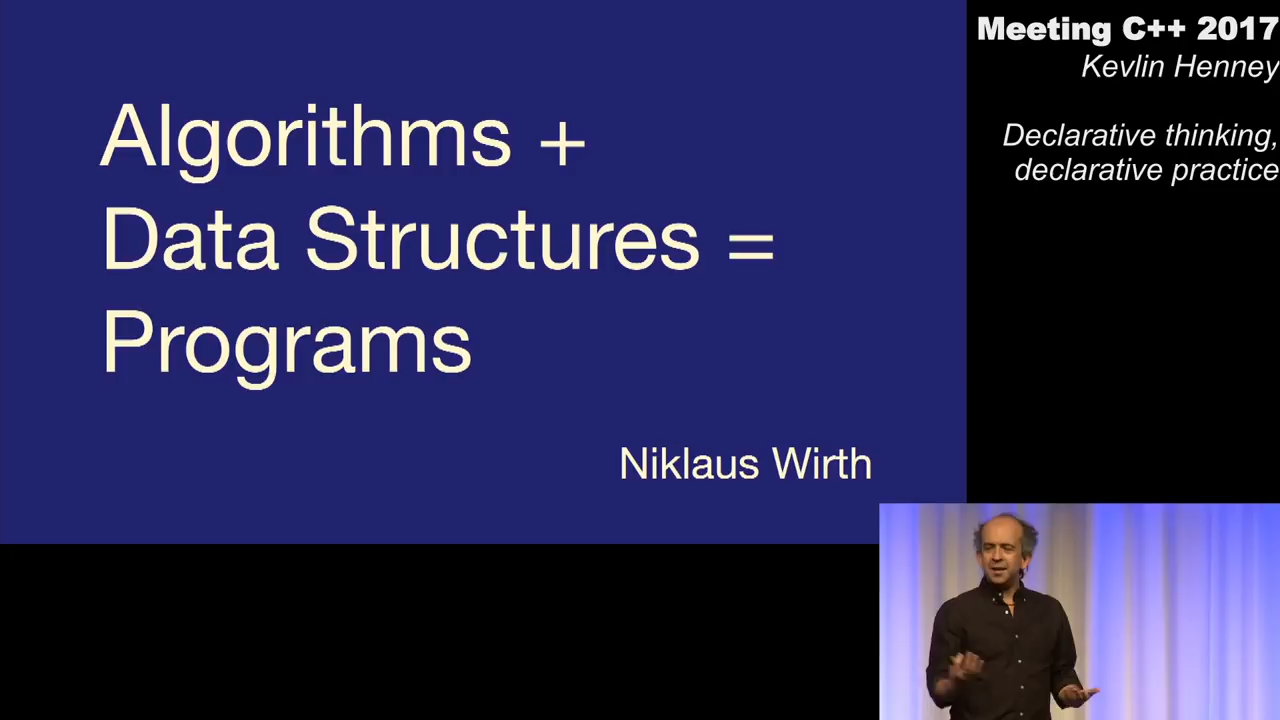 Algorithms +
Data Structures =
Programs
Niklaus Wirth
Meeting C++ 2017
Kevlin Henney
Declarative thinking,
declarative practice